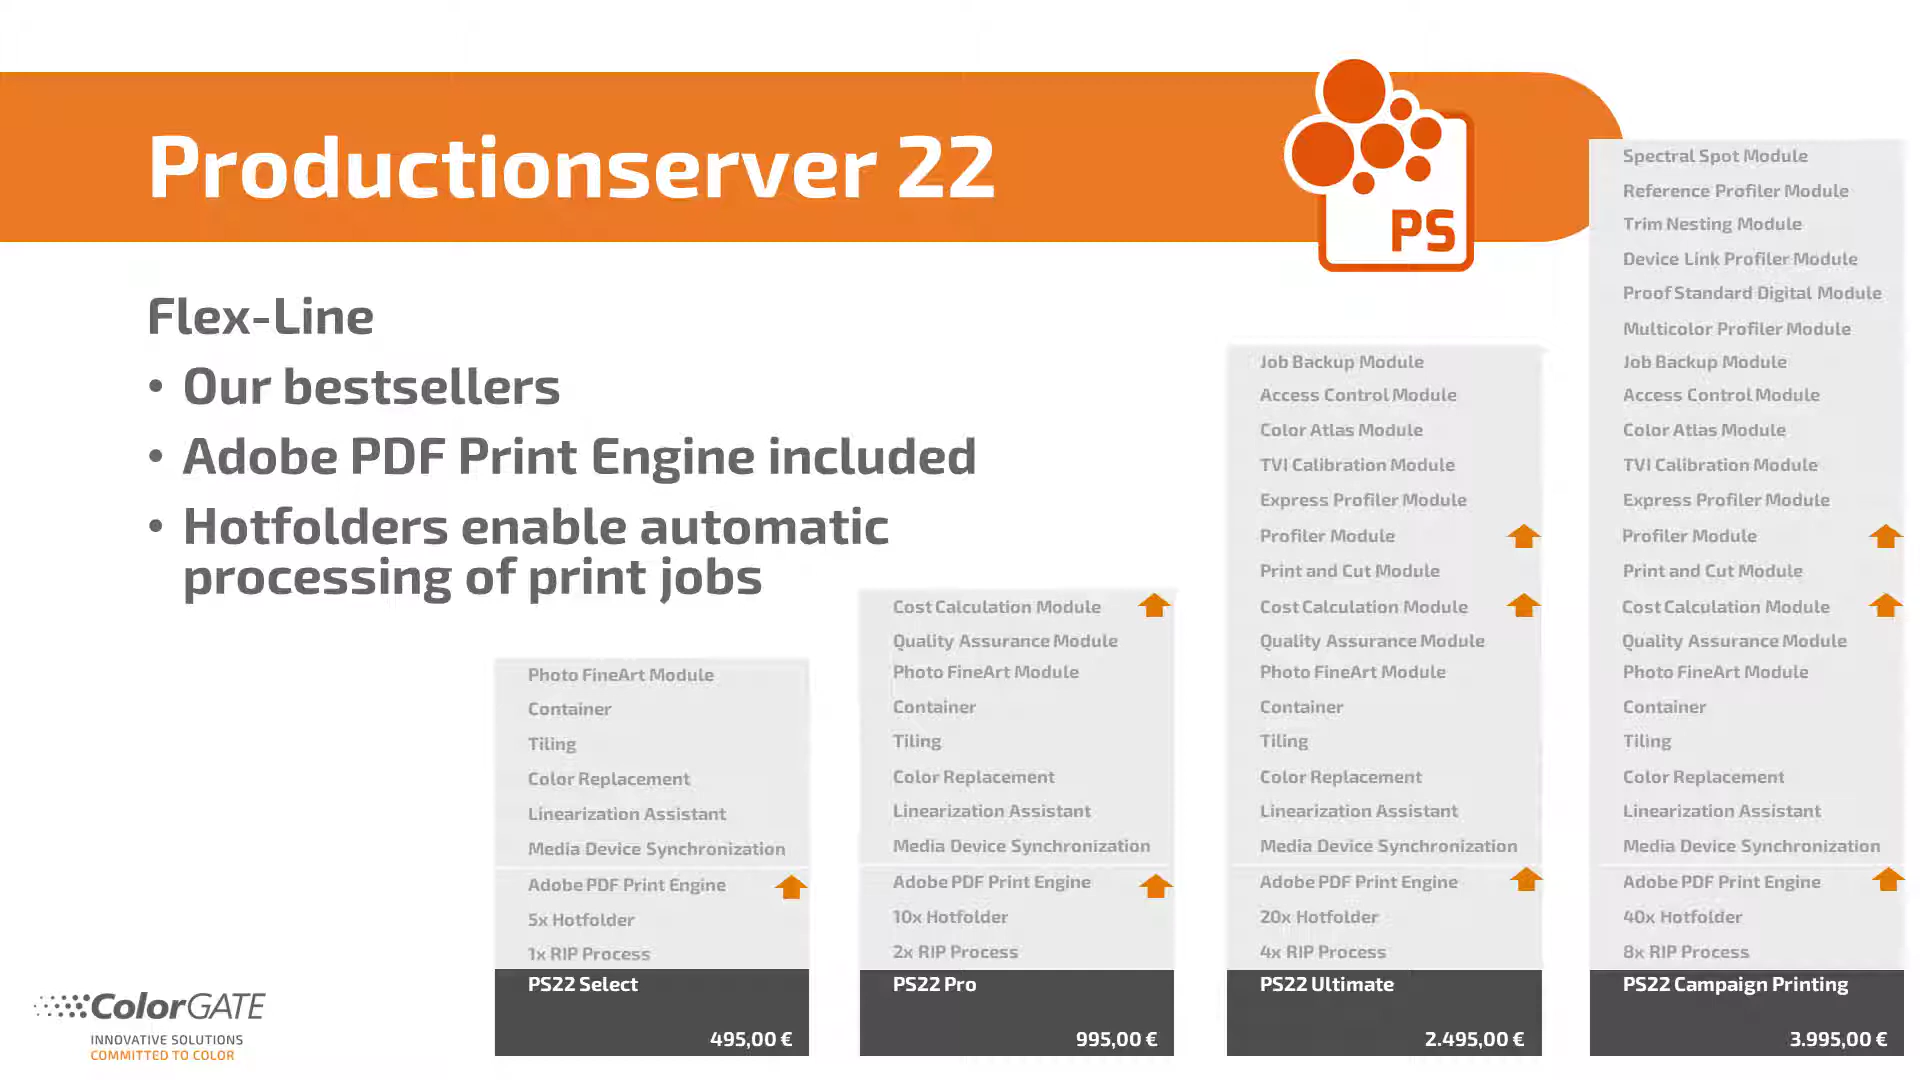 Productionserver 22
PS
Flex-Line
• Our bestsellers
• Adobe PDF Print Engine included
• Hotfolders enable automatic
processing of print jobs
Photo FineArt Module
Container
Tiling
Color Replacement
Linearization Assistant
Media Device Synchronization
Adobe PDF Print Engine
5x Hotfolder
1x RIP Process
PS22 Select
495,00 €
Cost Calculation Module
Quality Assurance Module
Photo FineArt Module
Container
Tiling
Color Replacement
Linearization Assistant
Media Device Synchronization
Adobe PDF Print Engine
10x Hotfolder
2x RIP Process
PS22 Pro
995,00 €
Job Backup Module
Access Control Module
Color Atlas Module
TVI Calibration Module
Express Profiler Module
Profiler Module
Print and Cut Module
Cost Calculation Module
Quality Assurance Module
Photo FineArt Module
Container
Tiling
Color Replacement
Linearization Assistant
Media Device Synchronization
Adobe PDF Print Engine
20x Hotfolder
4x RIP Process
PS22 Ultimate
2.495,00 €
Spectral Spot Module
Reference Profiler Module
Trim Nesting Module
Device Link Profiler Module
Proof Standard Digital Module
Multicolor Profiler Module
Job Backup Module
Access Control Module
Color Atlas Module
TVI Calibration Module
Express Profiler Module
Profiler Module
Print and Cut Module
Cost Calculation Module
Quality Assurance Module
Photo FineArt Module
Container
Tiling
Color Replacement
Linearization Assistant
Media Device Synchronization
Adobe PDF Print Engine
40x Hotfolder
8x RIP Process
PS22 Campaign Printing
3.995,00 €
ColorGATE
INNOVATIVE SOLUTIONS
COMMITTED TO COLOR